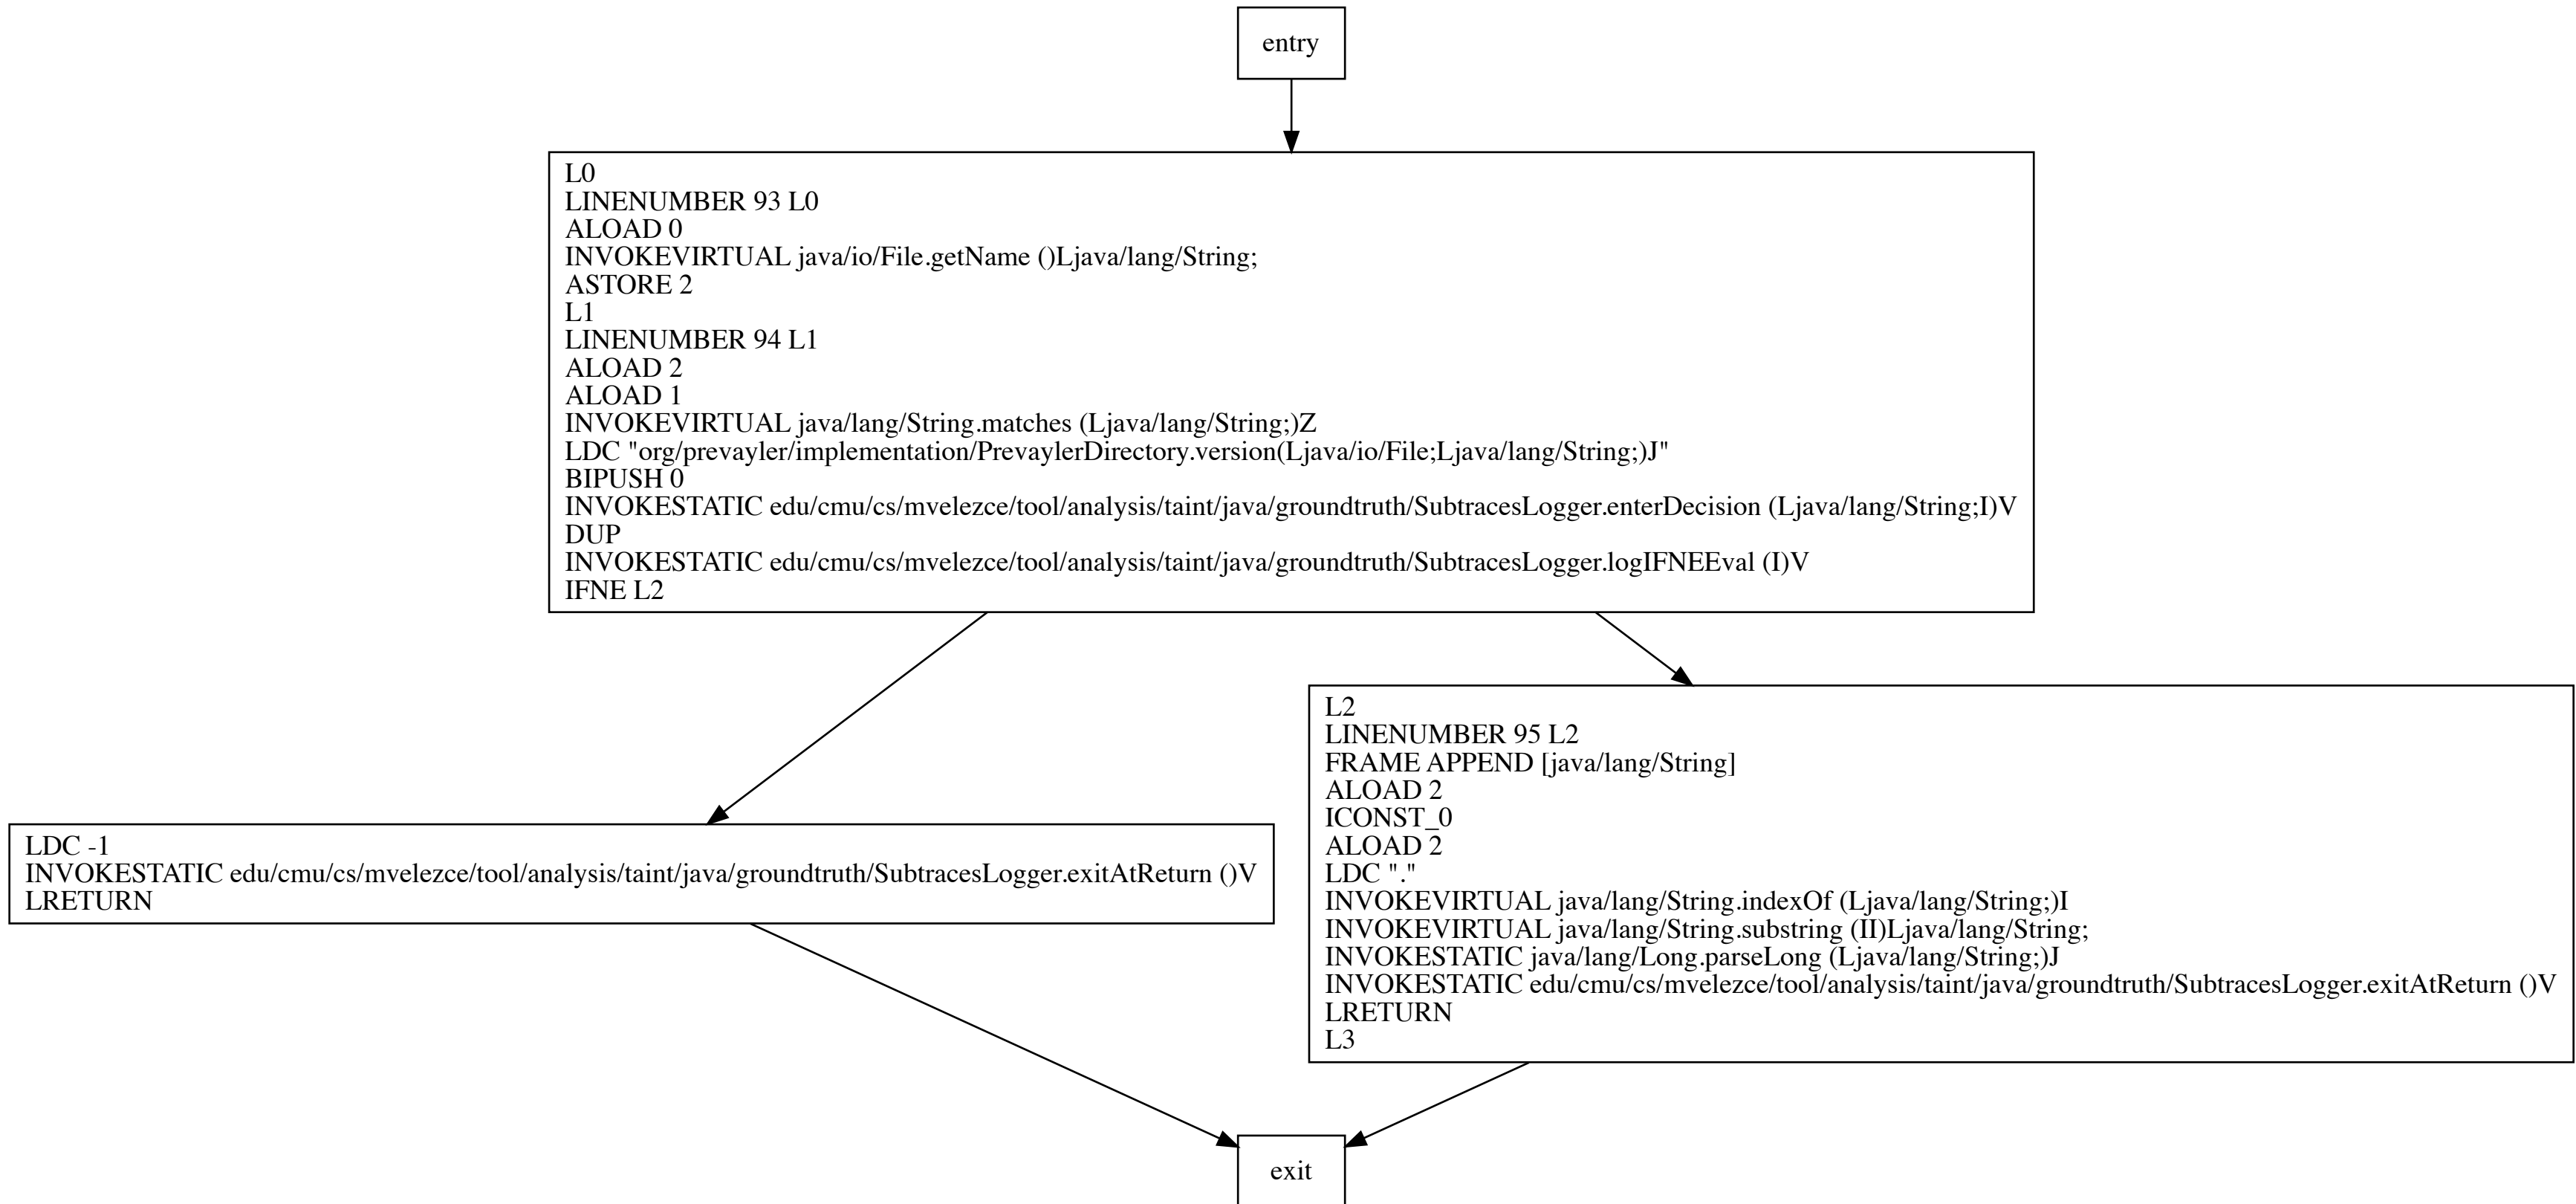 entry
L0
LINENUMBER 93 L0
ALOAD 0
INVOKEVIRTUAL java/io/File.getName ()Ljava/lang/String;
ASTORE 2
L1
LINENUMBER 94 L1
ALOAD 2
ALOAD 1
INVOKEVIRTUAL java/lang/String.matches (Ljava/lang/String;)Z
LDC "org/prevayler/implementation/PrevaylerDirectory.version(Ljava/io/File;Ljava/lang/String;)J"
BIPUSH 0
INVOKESTATIC edu/cmu/cs/mvelezce/tool/analysis/taint/java/groundtruth/SubtracesLogger.enterDecision (Ljava/lang/String;I)V
DUP
INVOKESTATIC edu/cmu/cs/mvelezce/tool/analysis/taint/java/groundtruth/SubtracesLogger.logIFNEEval (I)V
IFNE L2
LDC -1
INVOKESTATIC edu/cmu/cs/mvelezce/tool/analysis/taint/java/groundtruth/SubtracesLogger.exitAtReturn ()V
LRETURN
L2
LINENUMBER 95 L2
FRAME APPEND [java/lang/String]
ALOAD 2
ICONST_0
ALOAD 2
LDC "."
INVOKEVIRTUAL java/lang/String.indexOf (Ljava/lang/String;)I
INVOKEVIRTUAL java/lang/String.substring (II)Ljava/lang/String;
INVOKESTATIC java/lang/Long.parseLong (Ljava/lang/String;)J
INVOKESTATIC edu/cmu/cs/mvelezce/tool/analysis/taint/java/groundtruth/SubtracesLogger.exitAtReturn ()V
LRETURN
L3
exit